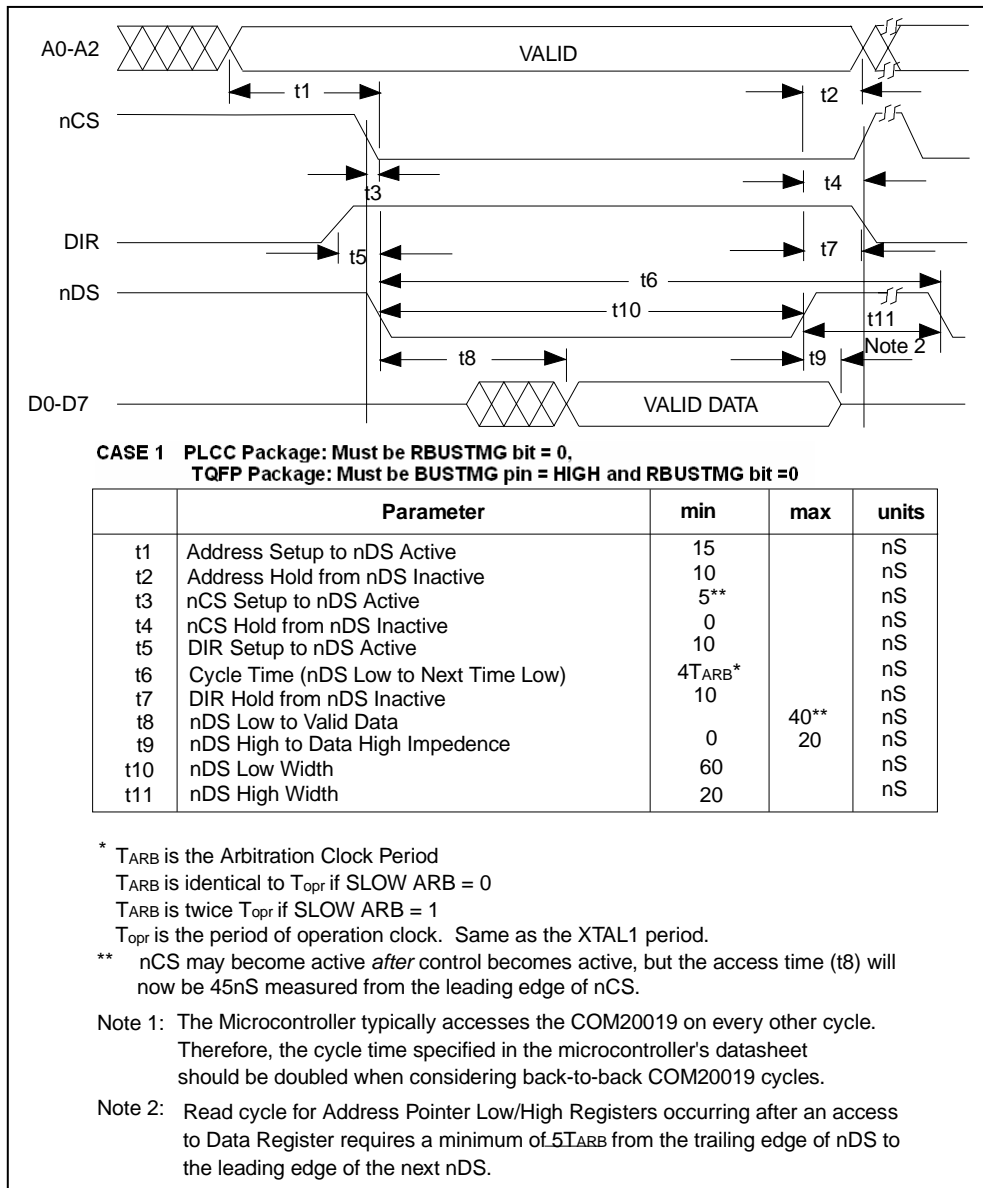 A0-A2
VALID
t1
t2
nCS
t3
t4
DIR
t5
t7
t6
nDS
t10
t11
Note 2
t8
t9
D0-D7
VALID DATA
CASE 1 PLCC Package: Must be RBUSTMG bit = 0,
TQFP Package: Must be BUSTMG pin = HIGH and RBUSTMG bit =0
Parameter min max units
t1 Address Setup to nDS Active 15 nS
t2 Address Hold from nDS Inactive 10 nS
t3 nCS Setup to nDS Active 5** nS
t4 nCS Hold from nDS Inactive 0 nS
t5 DIR Setup to nDS Active 10 nS
t6 Cycle Time (nDS Low to Next Time Low) 4TARB* nS
t7 DIR Hold from nDS Inactive 10 nS
t8 nDS Low to Valid Data 40** nS
t9 nDS High to Data High Impedence 0 20 nS
t10 nDS Low Width 60 nS
t11 nDS High Width 20 nS
* TARB is the Arbitration Clock Period
TARB is identical to Topr if SLOW ARB = 0
TARB is twice Topr if SLOW ARB = 1
Topr is the period of operation clock. Same as the XTAL1 period.
** nCS may become active after control becomes active, but the access time (t8) will
now be 45nS measured from the leading edge of nCS.
Note 1: The Microcontroller typically accesses the COM20019 on every other cycle.
Therefore, the cycle time specified in the microcontroller's datasheet
should be doubled when considering back-to-back COM20019 cycles.
Note 2: Read cycle for Address Pointer Low/High Registers occurring after an access
to Data Register requires a minimum of 5TARB from the trailing edge of nDS to
the leading edge of the next nDS.